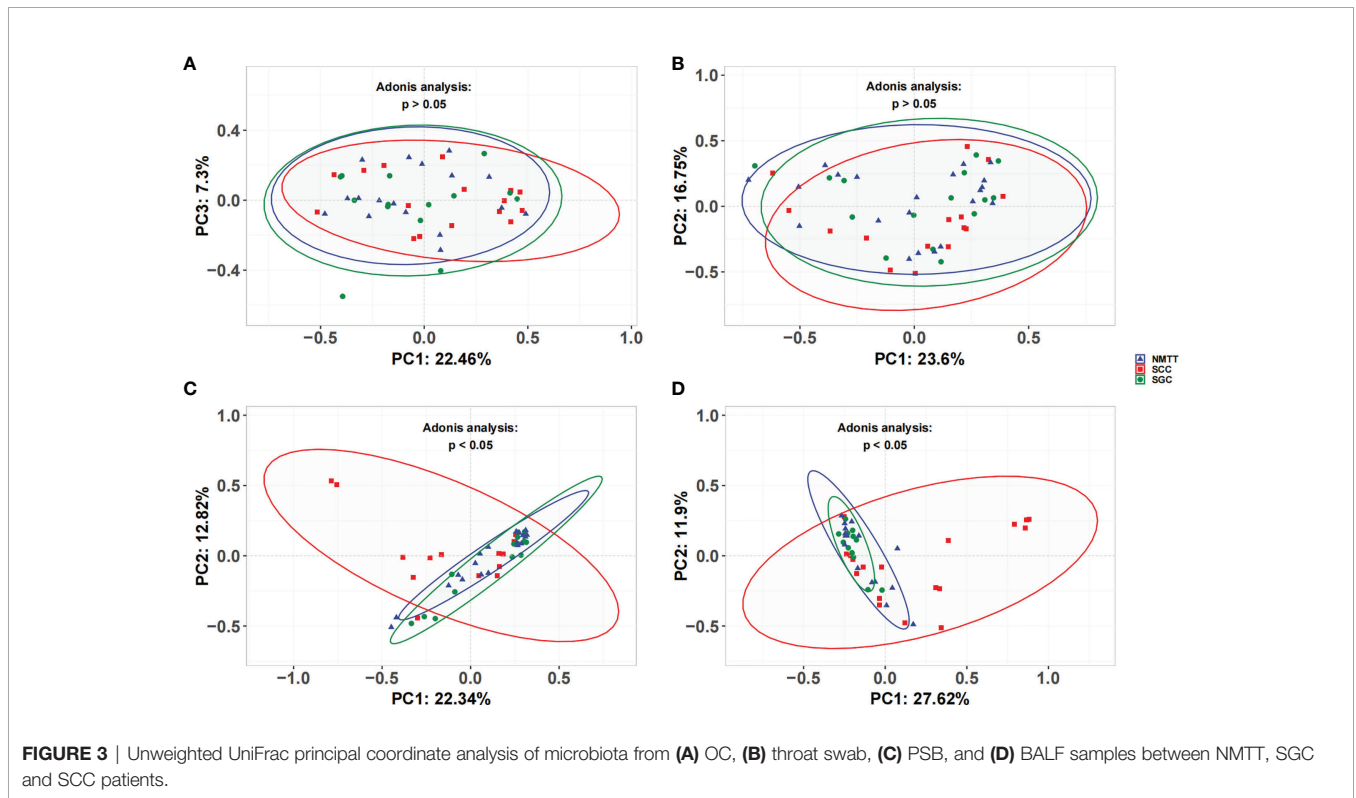 A
Adonis analysis:
p > 0.05
0.4
0.0
−0.4
PC3: 7.3%
−0.5
0.0
0.5
1.0
PC1: 22.46%
B
Adonis analysis:
p > 0.05
1.0
0.5
0.0
−0.5
PC2: 16.75%
−0.5
0.0
0.5
PC1: 23.6%
NMTT
SCC
SGC
C
Adonis analysis:
p < 0.05
1.0
0.5
0.0
−0.5
PC2: 12.82%
−1.0
−0.5
0.0
0.5
PC1: 22.34%
D
Adonis analysis:
p < 0.05
1.0
0.5
0.0
−0.5
PC2: 11.9%
−0.5
0.0
0.5
1.0
PC1: 27.62%
FIGURE 3 | Unweighted UniFrac principal coordinate analysis of microbiota from (A) OC, (B) throat swab, (C) PSB, and (D) BALF samples between NMTT, SGC
and SCC patients.